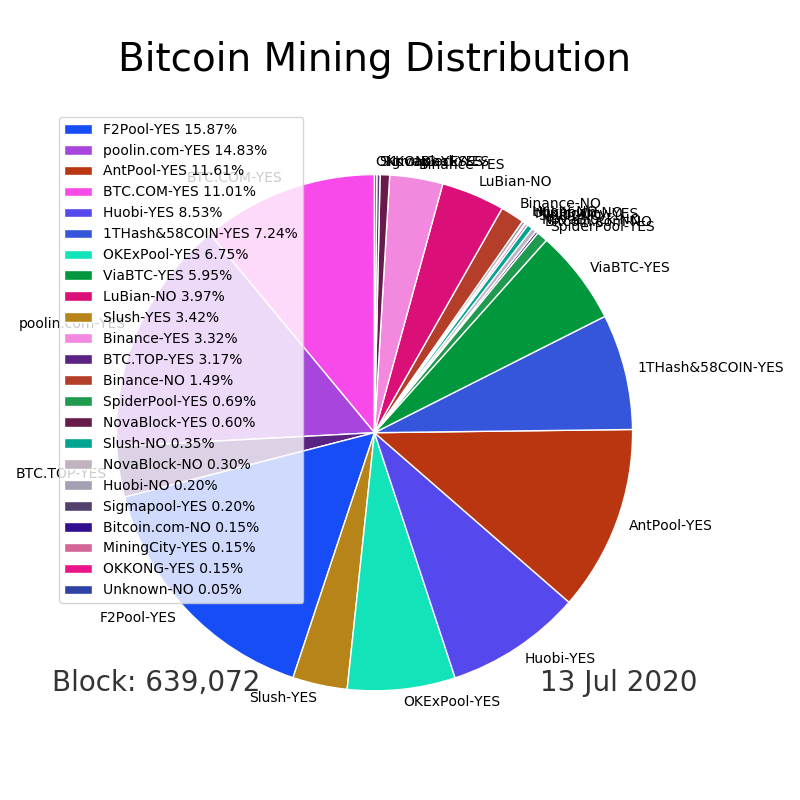 Bitcoin Mining Distribution
F2Pool-YES 15.87%
poolin.com-YES 14.83%
AntPool-YES 11.61%
BTC.COM-YES 11.01%
Huobi-YES 8.53%
1THash&58COIN-YES 7.24%
OKExPool-YES 6.75%
ViaBTC-YES 5.95%
LuBian-NO 3.97%
Slush-YES 3.42%
Binance-YES 3.32%
BTC.TOP-YES 3.17%
Binance-NO 1.49%
SpiderPool-YES 0.69%
NovaBlock-YES 0.60%
Slush-NO 0.35%
NovaBlock-NO 0.30%
Huobi-NO 0.20%
Sigmapool-YES 0.20%
Bitcoin.com-NO 0.15%
MiningCity-YES 0.15%
OKKONG-YES 0.15%
Unknown-NO 0.05%
BTC.COM-YES
poolin.com-YES
BTC.TOP-YES
F2Pool-YES
Slush-YES
OKExPool-YES
Huobi-YES
AntPool-YES
1THash&58COIN-YES
ViaBTC-YES
SpiderPool-YES
Binance-NO
LuBian-NO
Binance-YES
Block: 639,072
13 Jul 2020